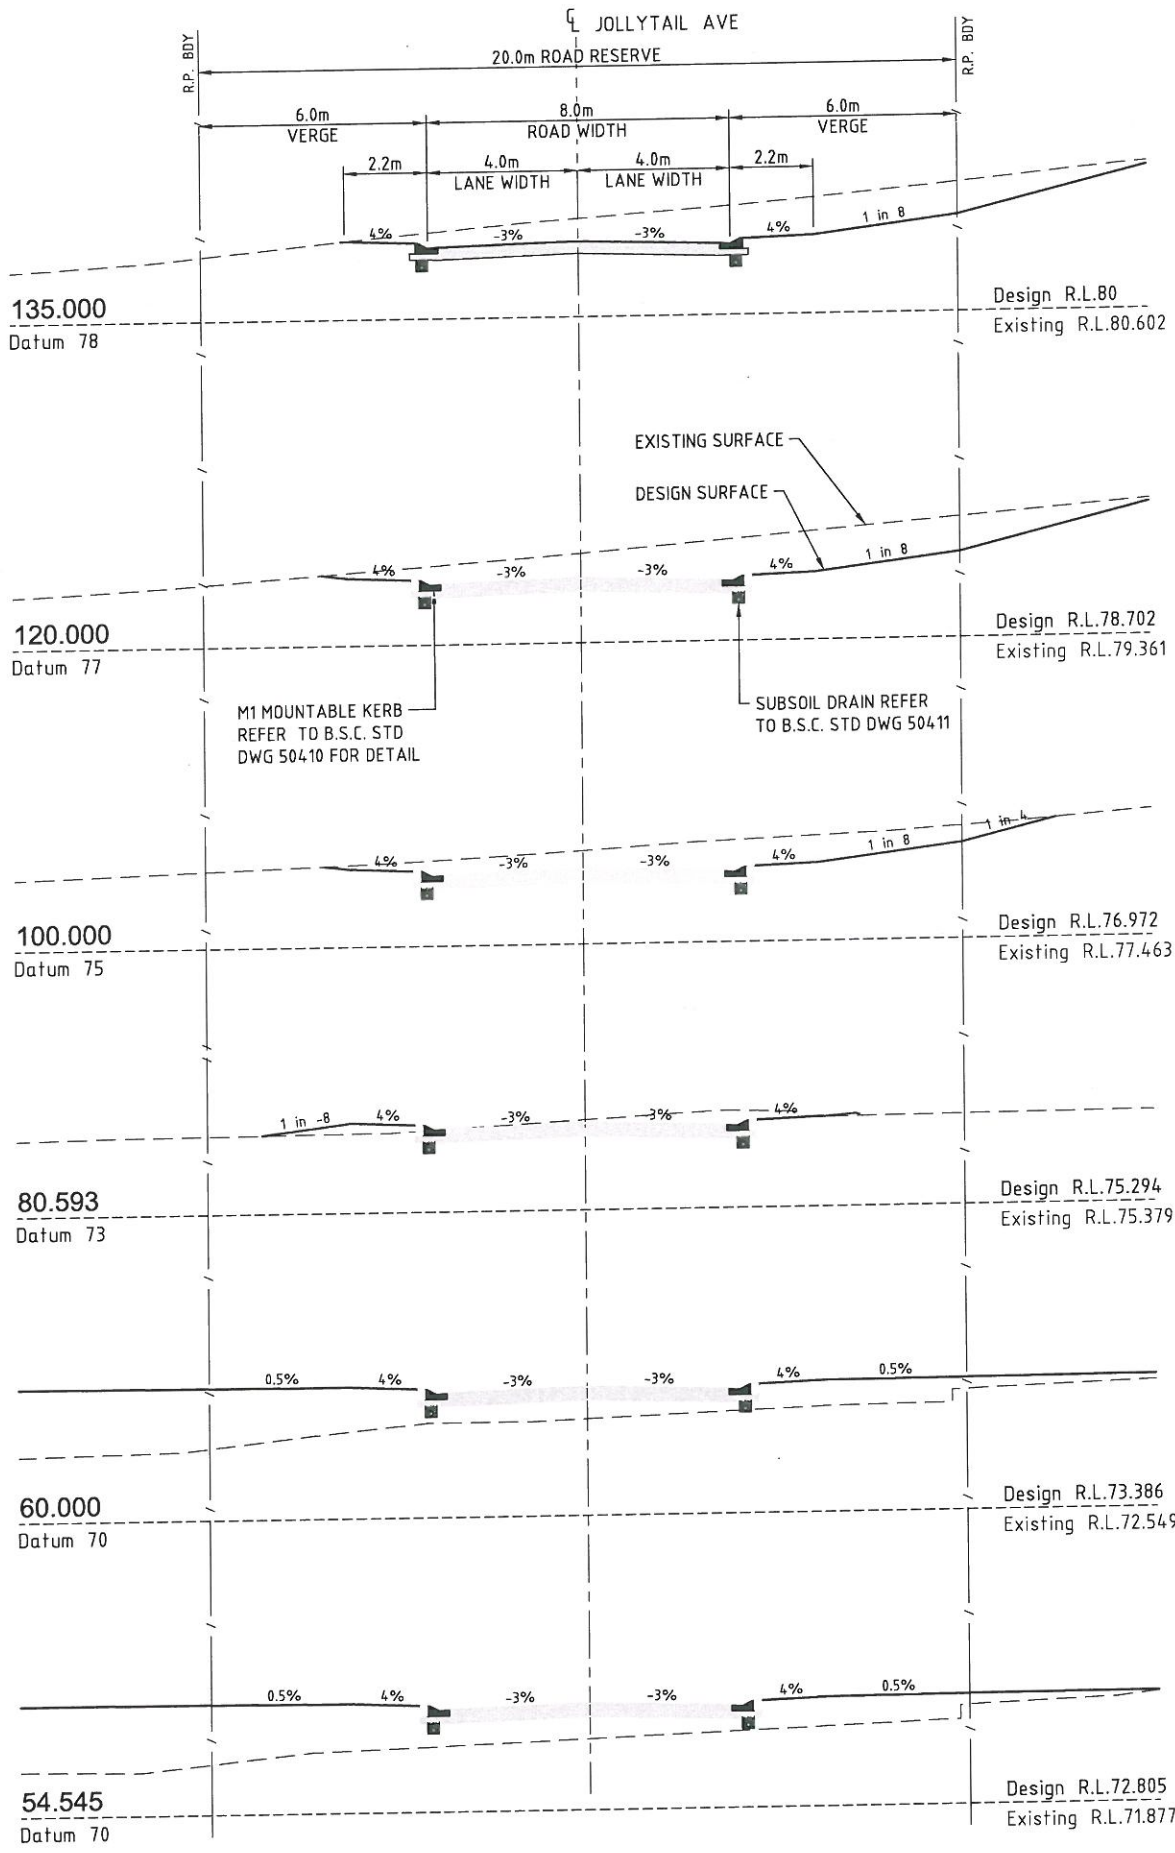 ℄ JOLLYTAIL AVE
R.P. BDY
R.P. BDY
20.0m ROAD RESERVE
6.0m
VERGE
8.0m
ROAD WIDTH
6.0m
VERGE
2.2m
4.0m
LANE WIDTH
4.0m
LANE WIDTH
2.2m
4%
-3%
-3%
4%
1 in 8
135.000
Datum 78
Design R.L.80
Existing R.L.80.602
EXISTING SURFACE
DESIGN SURFACE
4%
-3%
-3%
4%
1 in 8
120.000
Datum 77
Design R.L.78.702
Existing R.L.79.361
M1 MOUNTABLE KERB
REFER TO B.S.C. STD
DWG 50410 FOR DETAIL
SUBSOIL DRAIN REFER
TO B.S.C. STD DWG 50411
4%
-3%
-3%
4%
1 in 8
1 in 4
100.000
Datum 75
Design R.L.76.972
Existing R.L.77.463
1 in -8
4%
-3%
-3%
4%
80.593
Datum 73
Design R.L.75.294
Existing R.L.75.379
0.5%
4%
-3%
-3%
4%
0.5%
60.000
Datum 70
Design R.L.73.386
Existing R.L.72.549
0.5%
4%
-3%
-3%
4%
0.5%
54.545
Datum 70
Design R.L.72.805
Existing R.L.71.877